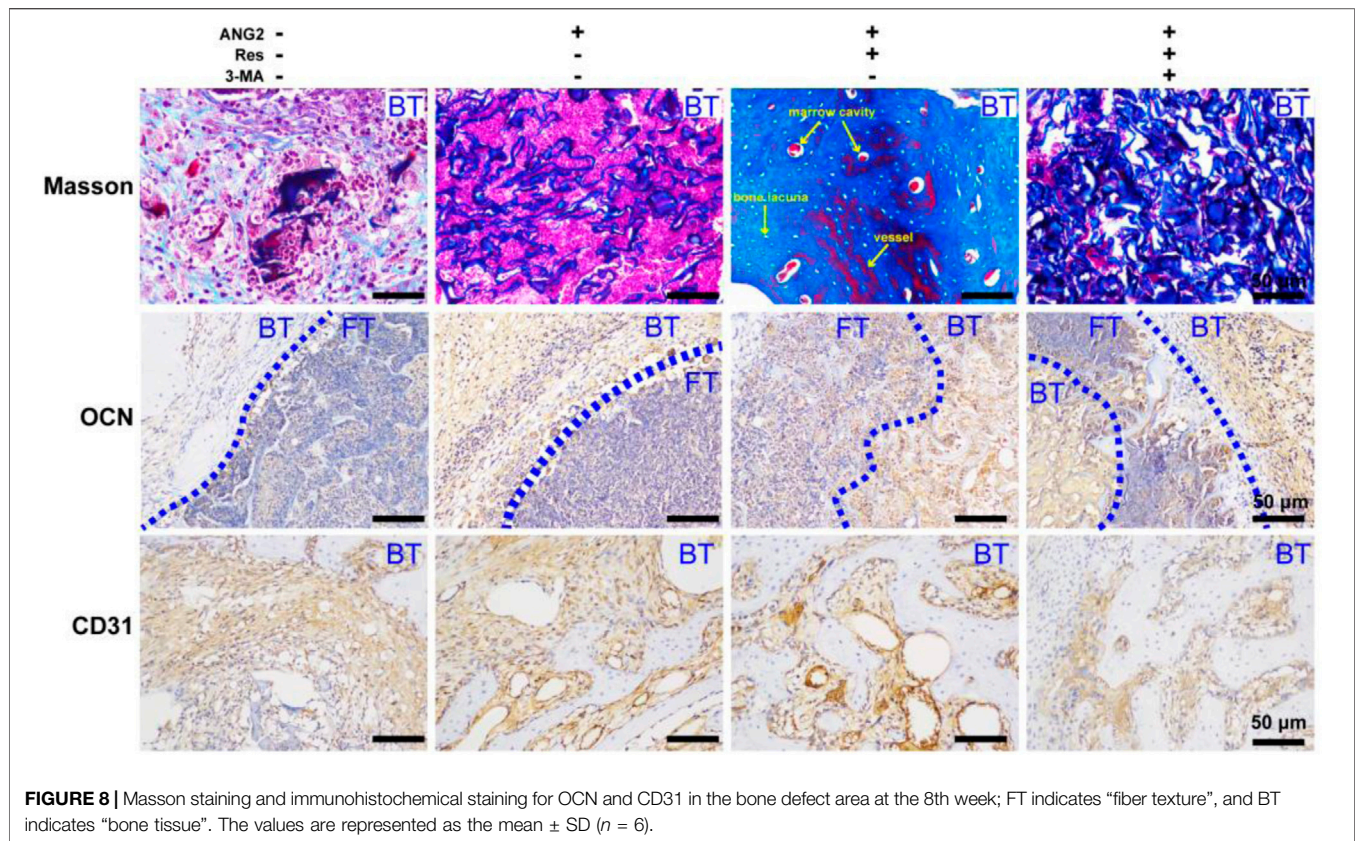 ANG2 - + + +
Res - - + +
3-MA - - - +
Masson
BT
BT
BT
marrow cavity
bone lacuna
vessel
BT
50 µm
OCN
BT FT
BT
FT
FT BT
FT BT
BT
50 µm
CD31
BT
BT
BT
BT
50 µm
FIGURE 8 | Masson staining and immunohistochemical staining for OCN and CD31 in the bone defect area at the 8th week; FT indicates “fiber texture”, and BT
indicates “bone tissue”. The values are represented as the mean ± SD (n = 6).